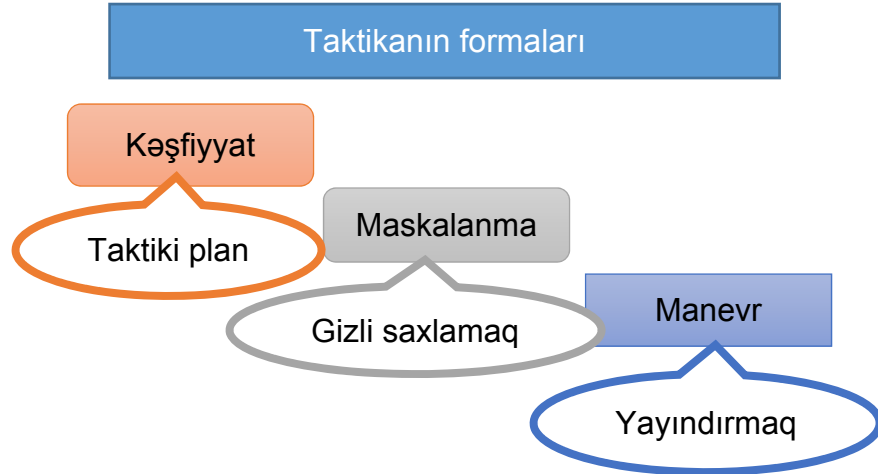 Taktikanın formaları
Kəşfiyyat
Taktiki plan
Maskalanma
Gizli saxlamaq
Manevr
Yayındırmaq